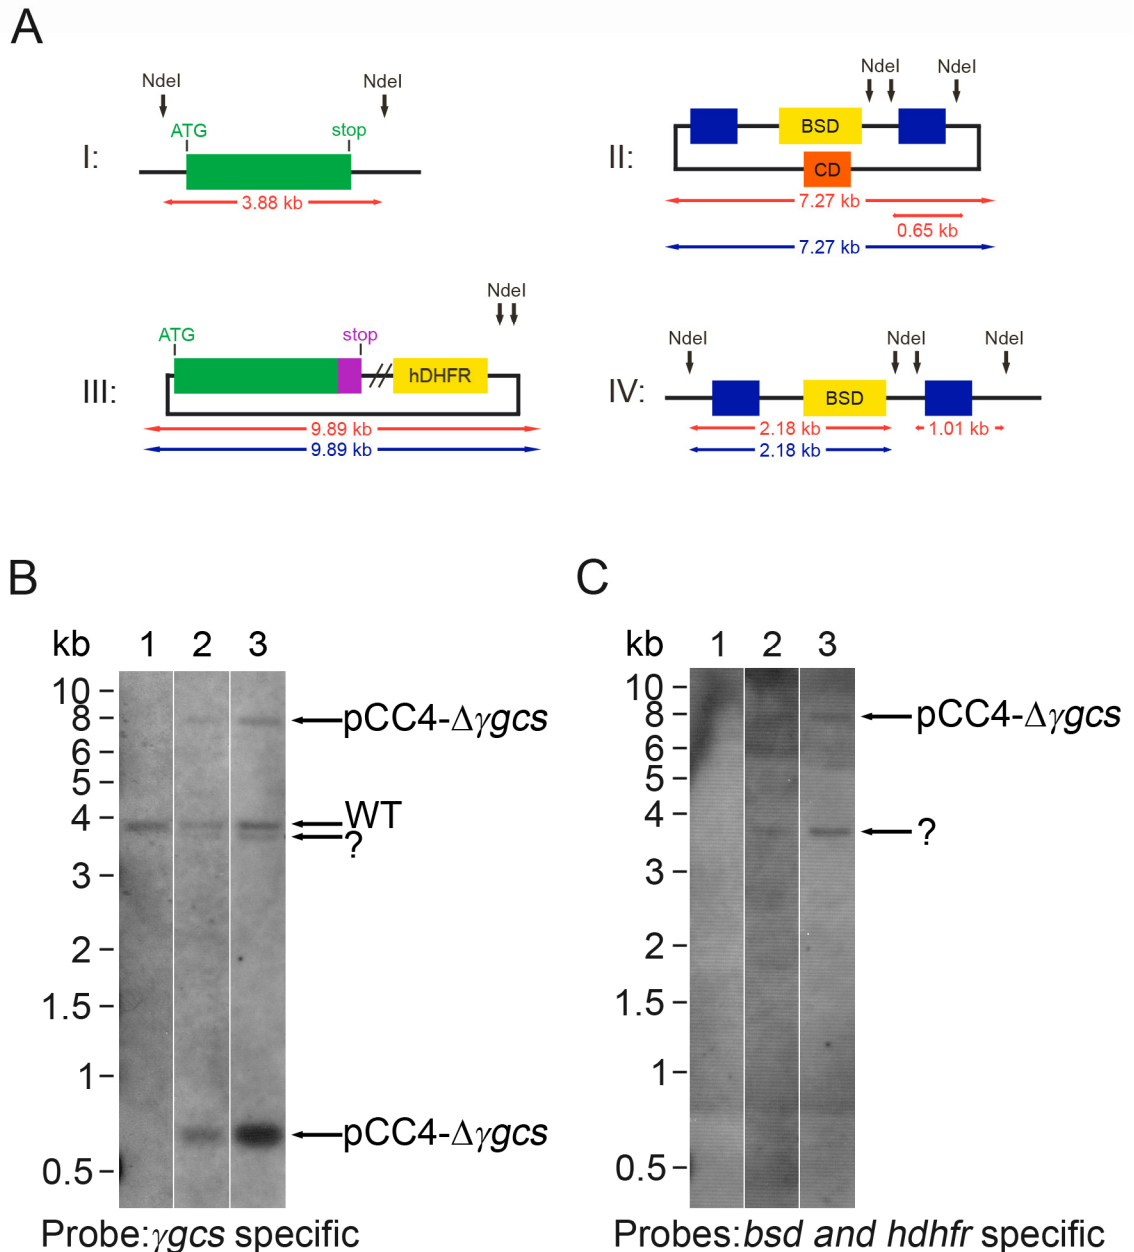 A
NdeI NdeI
ATG stop
I:
3.88 kb
NdeI NdeI
BSD
II:
CD
7.27 kb
0.65 kb
7.27 kb
NdeI
ATG stop
hDHFR
III:
9.89 kb
9.89 kb
NdeI NdeI NdeI
IV:
BSD
2.18 kb 1.01 kb
2.18 kb
B
kb 1 2 3
10
8
6
5
4
3
2
1.5
1
0.5
pCC4-Δγgcs
WT
?
pCC4-Δγgcs
Probe:γgcs specific
C
kb 1 2 3
10
8
6
5
4
3
2
1.5
1
0.5
pCC4-Δγgcs
?
Probes:bsd and hdhfr specific